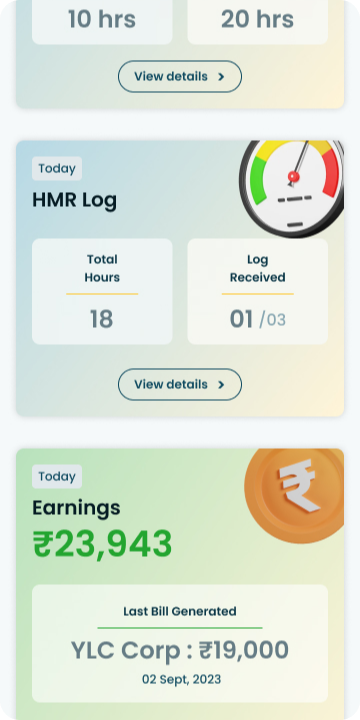 10 hrs 20 hrs
View details >
Today
HMR Log
Total
Hours
18
Log
Received
01 /03
View details >
Today
Earnings
₹23,943
₹
Last Bill Generated
YLC Corp : ₹19,000
02 Sept, 2023